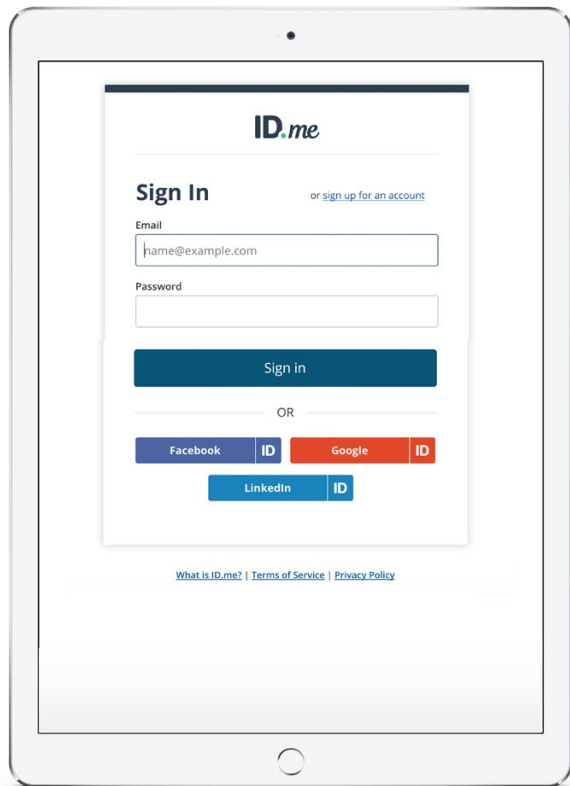 ID.me
Sign In
or sign up for an account
Email
name@example.com
Password
Sign in
OR
Facebook ID
Google ID
LinkedIn ID
What is ID.me? | Terms of Service | Privacy Policy